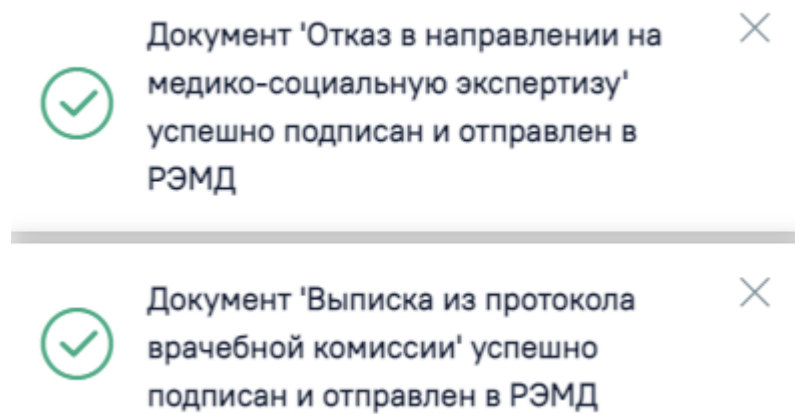 Документ 'Отказ в направлении на
медико-социальную экспертизу'
успешно подписан и отправлен в
РЭМД
Документ 'Выписка из протокола
врачебной комиссии' успешно
подписан и отправлен в РЭМД